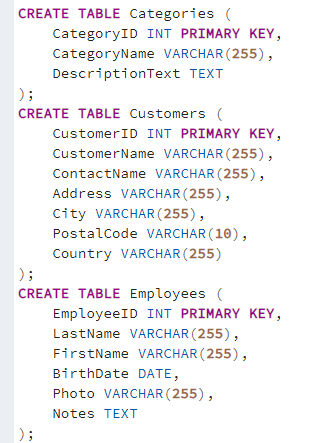 CREATE TABLE Categories (
    CategoryID INT PRIMARY KEY,
    CategoryName VARCHAR(255),
    DescriptionText TEXT
);
CREATE TABLE Customers (
    CustomerID INT PRIMARY KEY,
    CustomerName VARCHAR(255),
    ContactName VARCHAR(255),
    Address VARCHAR(255),
    City VARCHAR(255),
    PostalCode VARCHAR(10),
    Country VARCHAR(255)
);
CREATE TABLE Employees (
    EmployeeID INT PRIMARY KEY,
    LastName VARCHAR(255),
    FirstName VARCHAR(255),
    BirthDate DATE,
    Photo VARCHAR(255),
    Notes TEXT
);